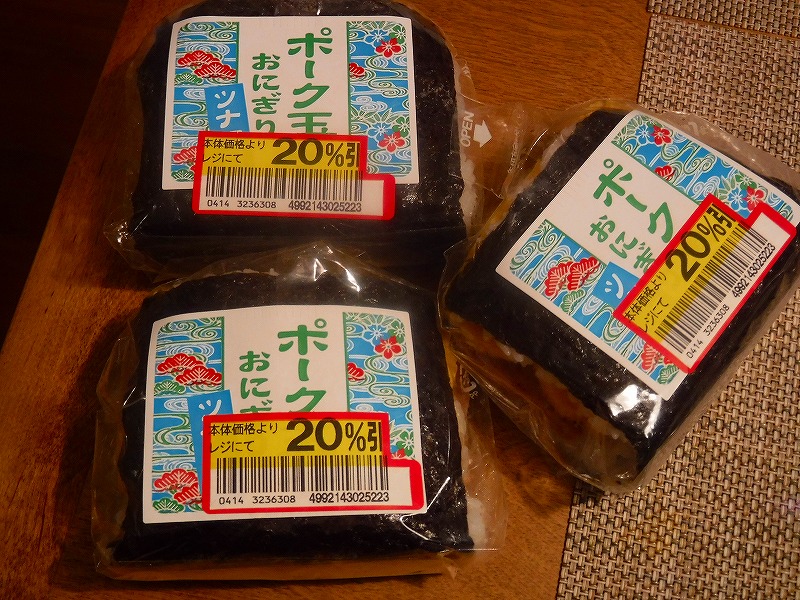 ポーク玉
おにぎり
ツナ
本体価格より
レジにて
20%引
0414 3236308 4992143025223
OPEN
ポーク
おにぎ
ツ
本体価格より
レジにて
20%引
0414 3236308 4992143025223
ポーク
おにぎ
ツ
本体価格より
レジにて
20%引
0414 3236308 4992143025223